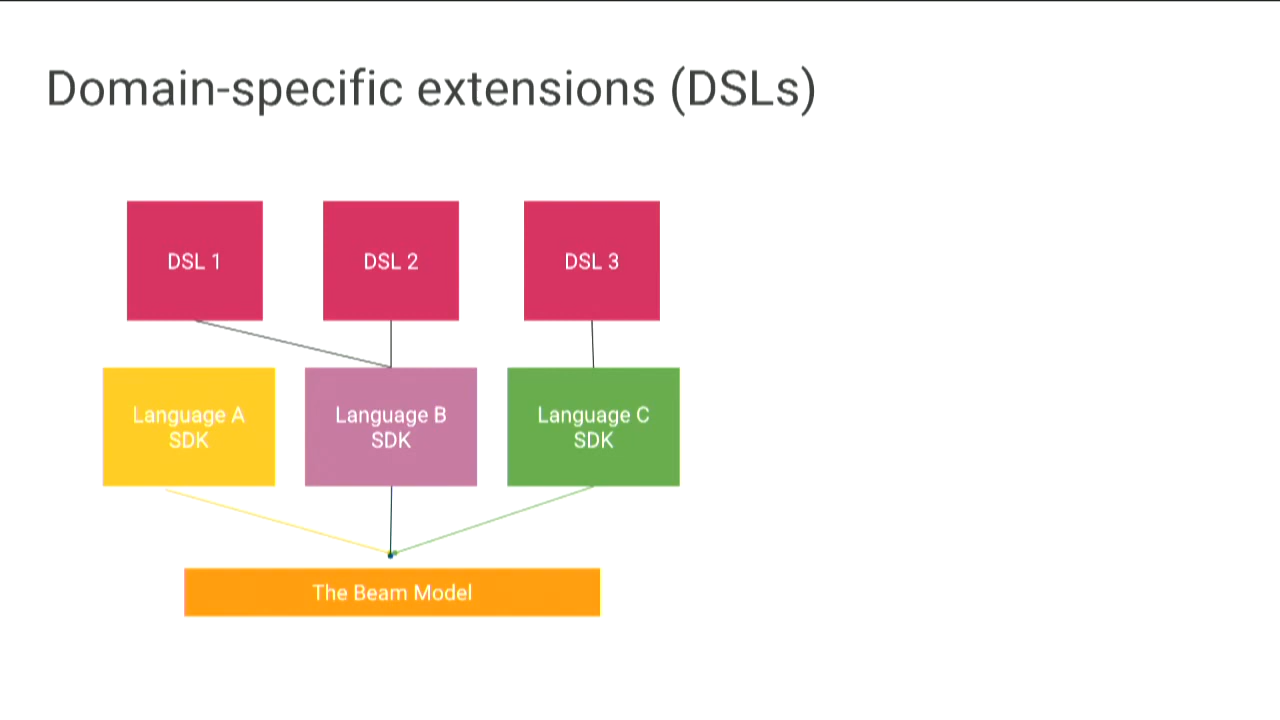 Domain-specific extensions (DSLs)
DSL 1
DSL 2
DSL 3
Language A
SDK
Language B
SDK
Language C
SDK
The Beam Model